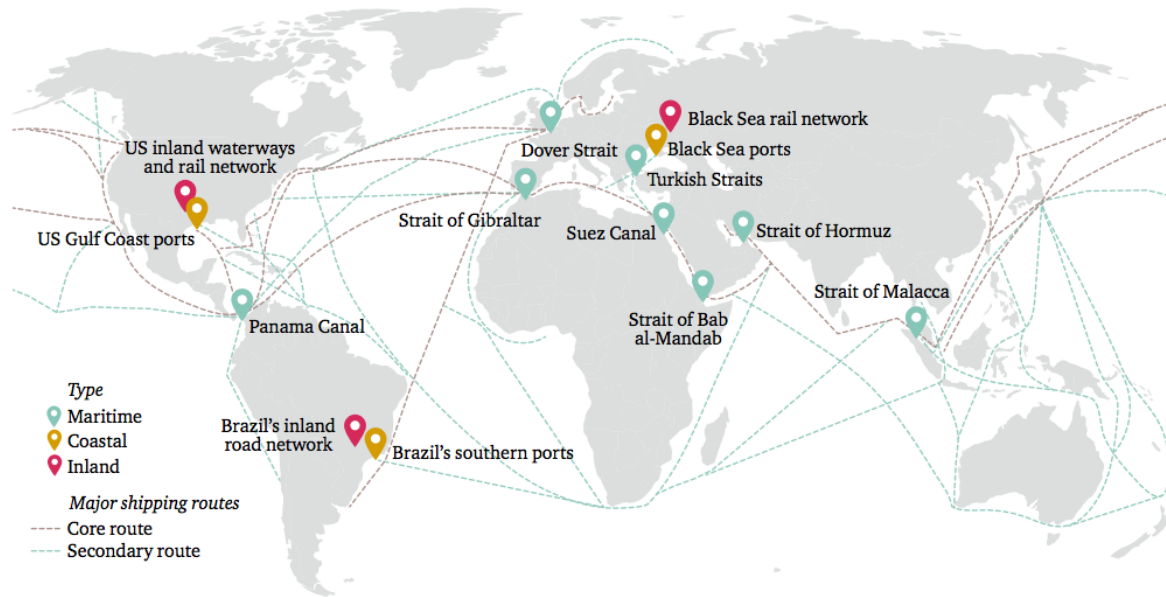 Black Sea rail network
US inland waterways
and rail network
Dover Strait
Black Sea ports
Turkish Straits
Strait of Gibraltar
US Gulf Coast ports
Suez Canal
Strait of Hormuz
Strait of Malacca
Panama Canal
Strait of Bab
al-Mandab
Type
Maritime
Coastal
Inland
Brazil's inland
road network
Brazil's southern ports
Major shipping routes
Core route
Secondary route